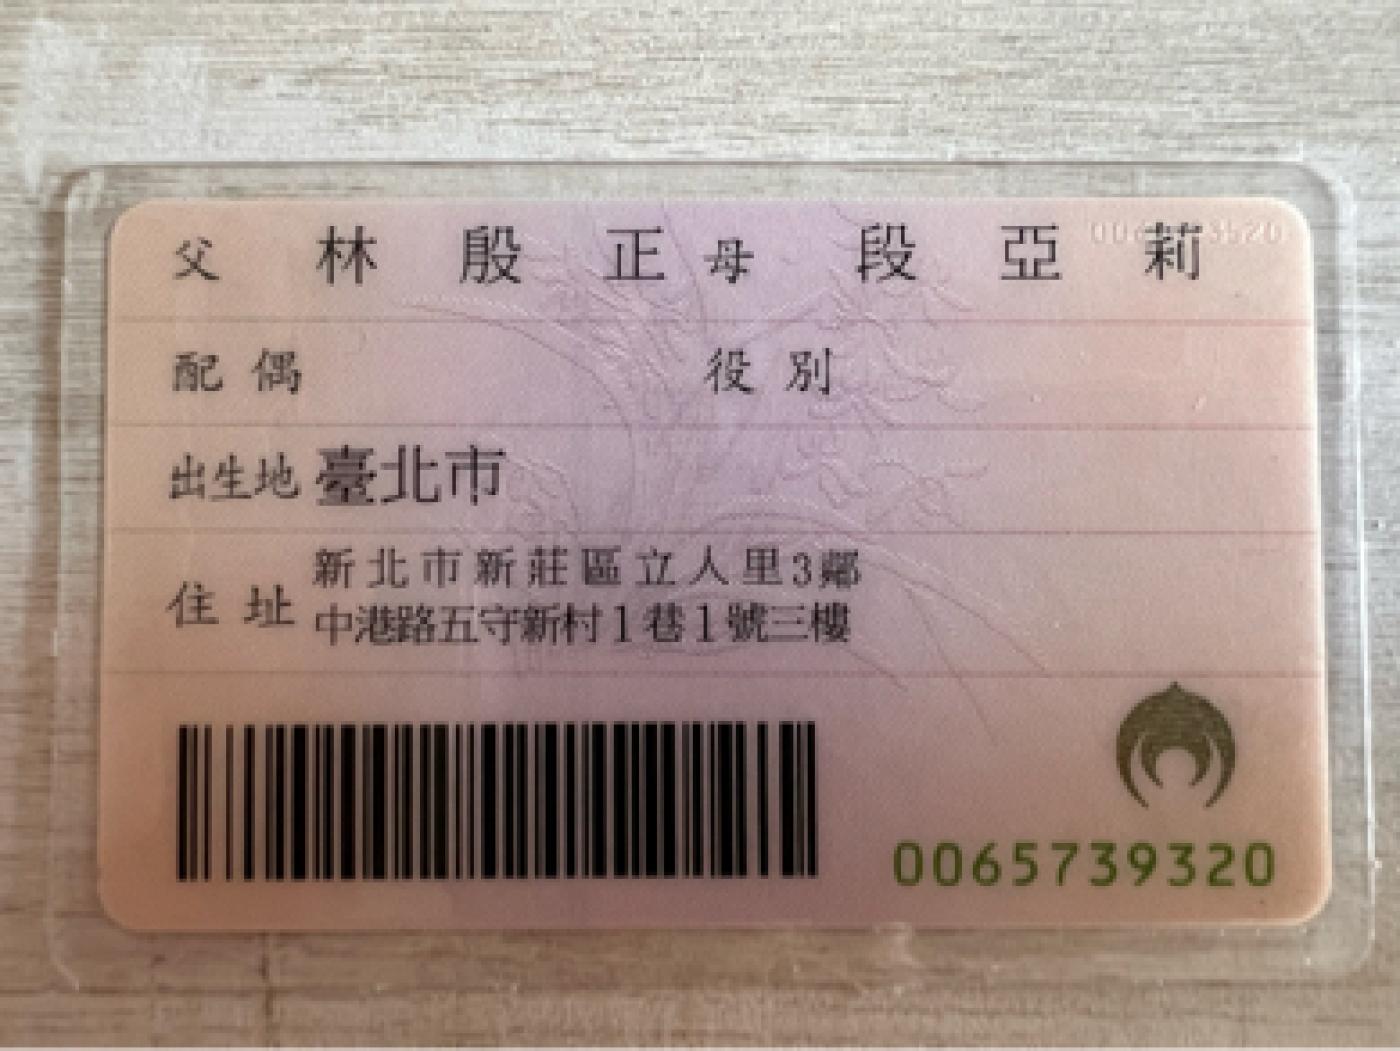 父 林殷正 母 段亞莉
配偶 役別
出生地 臺北市
住址 新北市新莊區立人里3鄰
中港路五守新村1巷1號三樓
0065739320